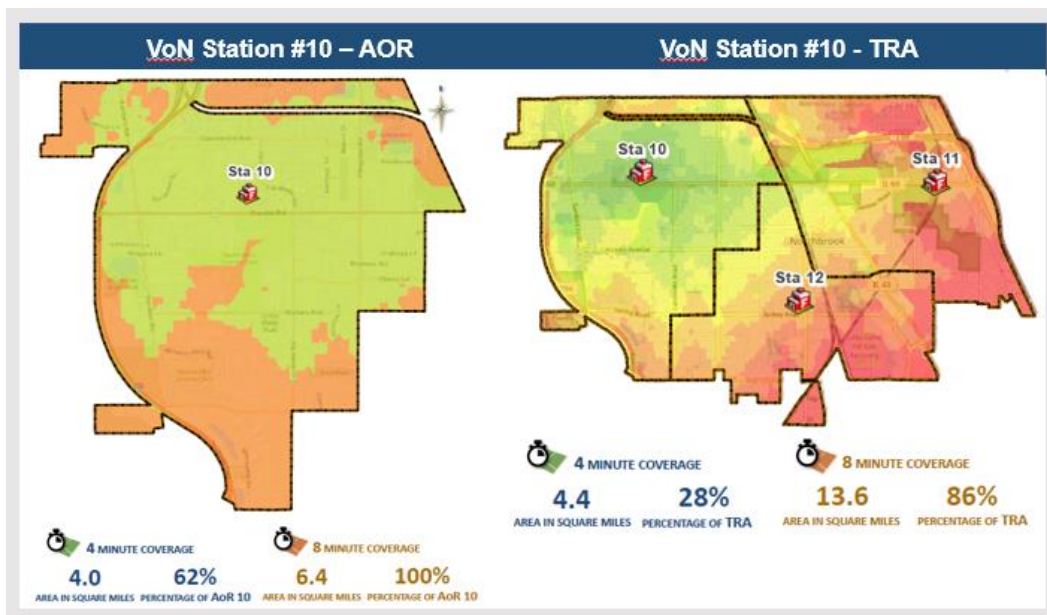 VoN Station #10 – AOR
VoN Station #10 - TRA
Sta 10
Sta 10
Sta 11
Sta 12
Northbrook
4 MINUTE COVERAGE
8 MINUTE COVERAGE
4.4
28%
13.6
86%
AREA IN SQUARE MILES
PERCENTAGE OF TRA
AREA IN SQUARE MILES
PERCENTAGE OF TRA
4 MINUTE COVERAGE
8 MINUTE COVERAGE
4.0
62%
6.4
100%
AREA IN SQUARE MILES
PERCENTAGE OF AoR 10
AREA IN SQUARE MILES
PERCENTAGE OF AoR 10